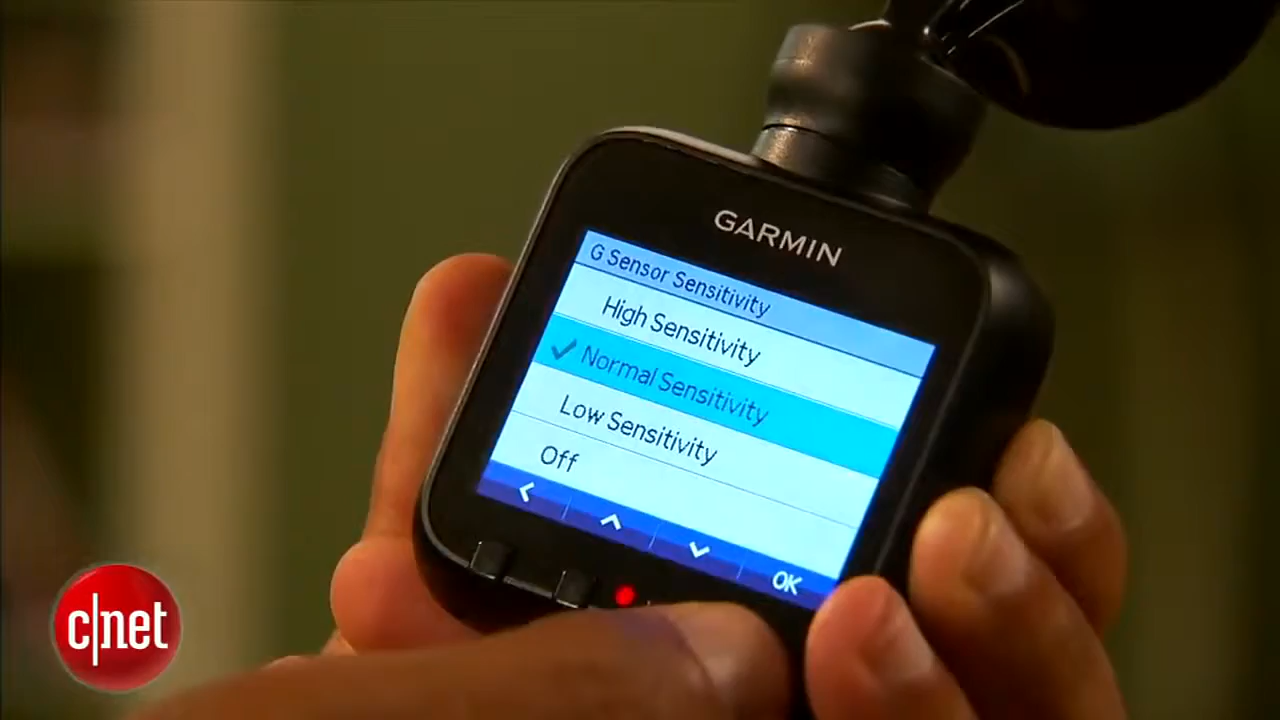 GARMIN
G Sensor Sensitivity
High Sensitivity
Normal Sensitivity
Low Sensitivity
Off
OK
c|net